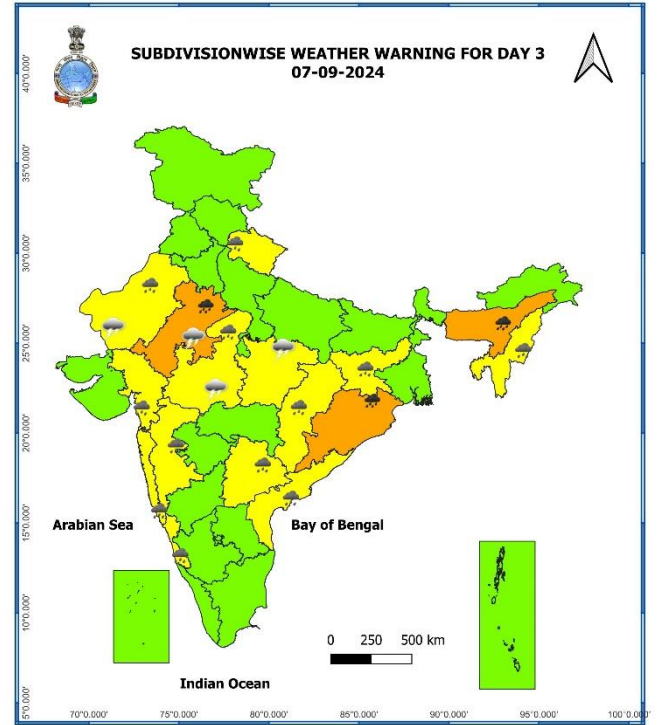 SUBDIVISIONWISE WEATHER WARNING FOR DAY 3
07-09-2024
40°0.000'
35°0.000'
30°0.000'
25°0.000'
20°0.000'
15°0.000'
10°0.000'
5°0.000'
Arabian Sea
Bay of Bengal
0 250 500 km
Indian Ocean
70°0.000' 75°0.000' 80°0.000' 85°0.000' 90°0.000' 95°0.000' 100°0.000'